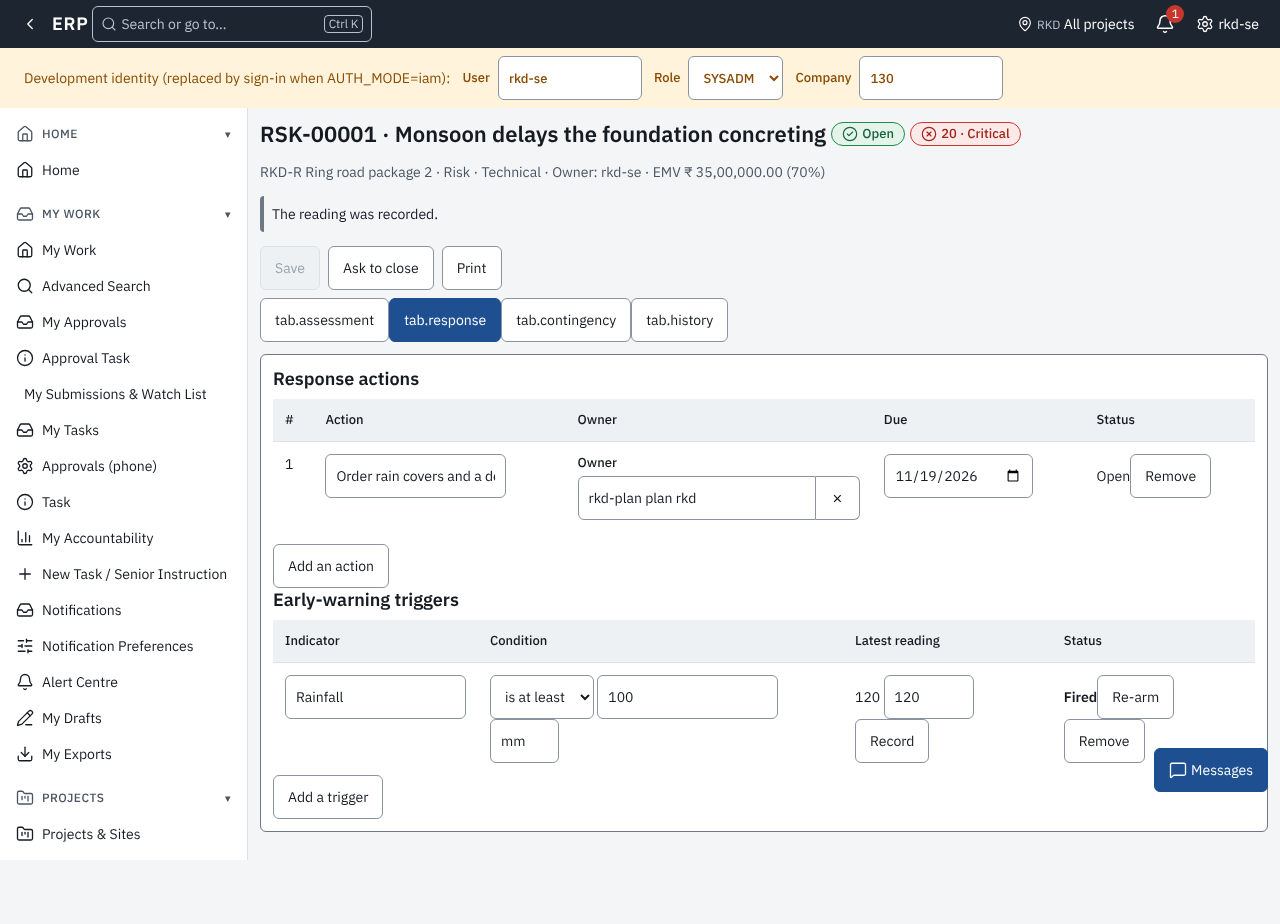 ERP
Search or go to...
Ctrl K
RKD All projects
1
rkd-se
Development identity (replaced by sign-in when AUTH_MODE=iam):
User
rkd-se
Role
SYSADM
Company
130
HOME
Home
MY WORK
My Work
Advanced Search
My Approvals
Approval Task
My Submissions & Watch List
My Tasks
Approvals (phone)
Task
My Accountability
New Task / Senior Instruction
Notifications
Notification Preferences
Alert Centre
My Drafts
My Exports
PROJECTS
Projects & Sites
RSK-00001 · Monsoon delays the foundation concreting
Open
20 · Critical
RKD-R Ring road package 2 · Risk · Technical · Owner: rkd-se · EMV ₹ 35,00,000.00 (70%)
The reading was recorded.
Save
Ask to close
Print
tab.assessment
tab.response
tab.contingency
tab.history
Response actions
# Action Owner Due Status
1
Order rain covers and a de
Owner
rkd-plan plan rkd
×
11/19/2026
Open
Remove
Add an action
Early-warning triggers
Indicator Condition Latest reading Status
Rainfall
is at least
100
mm
120
120
Record
Fired
Re-arm
Remove
Add a trigger
Messages